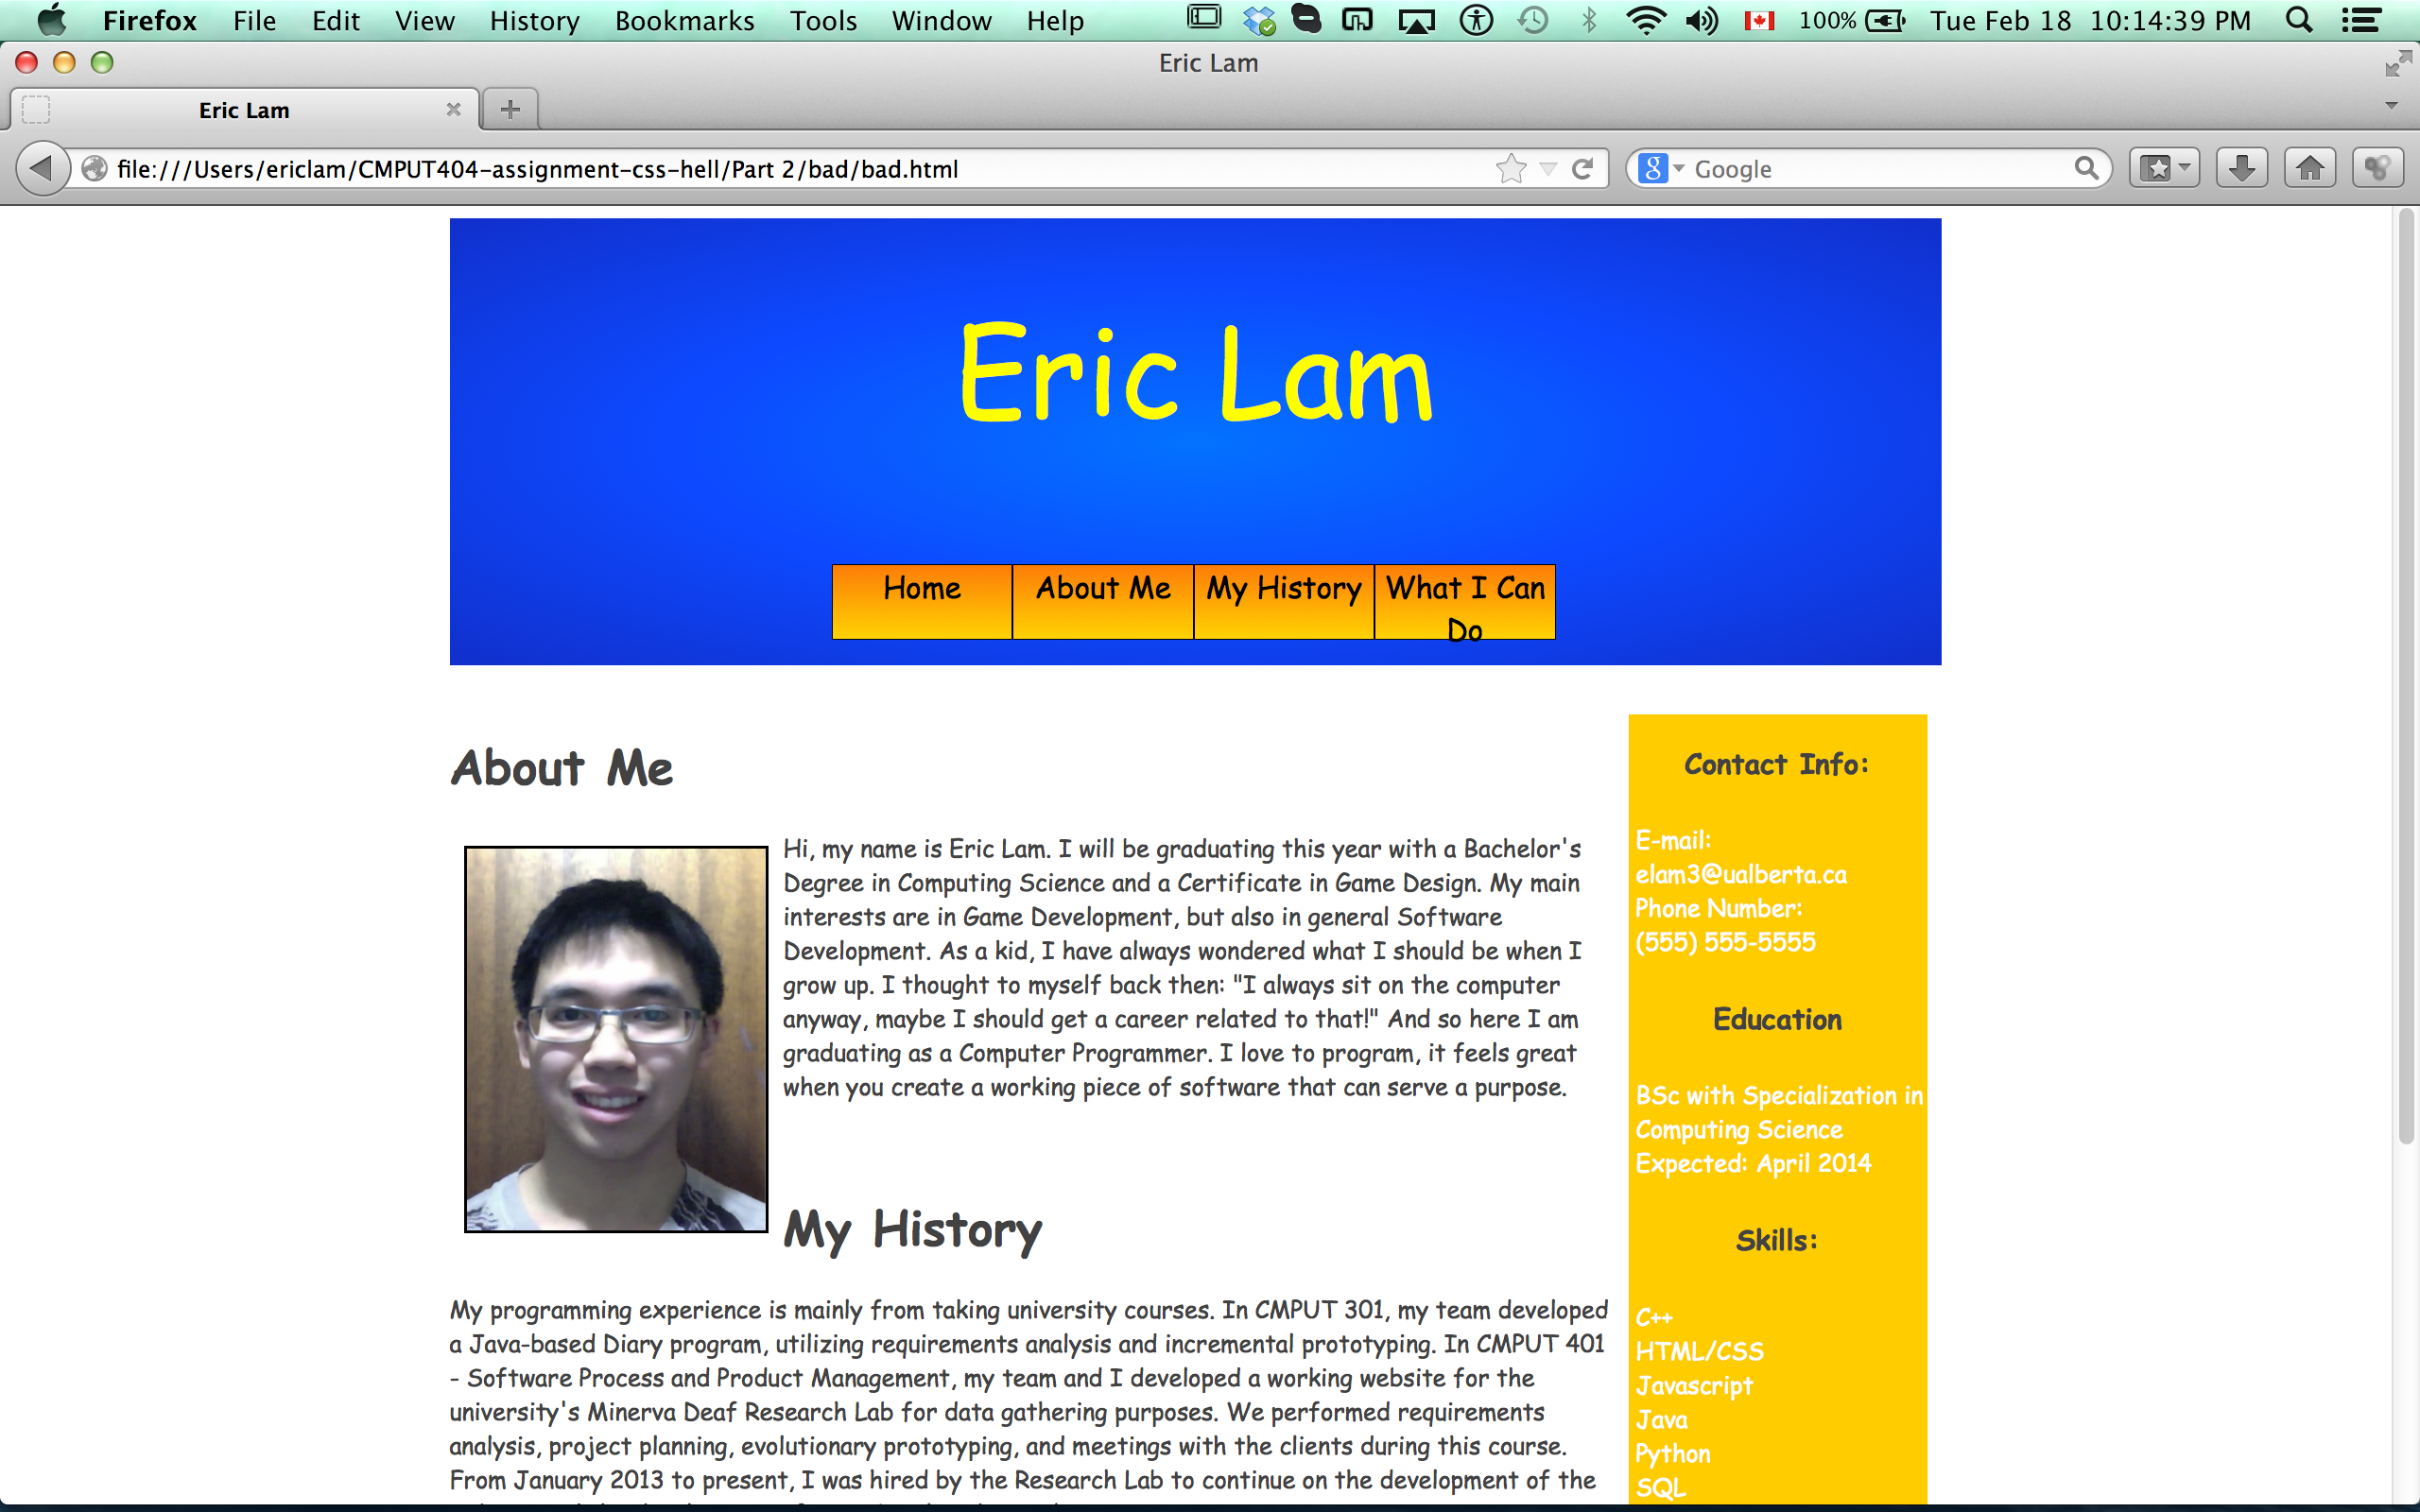 Firefox File Edit View History Bookmarks Tools Window Help 100% Tue Feb 18 10:14:39 PM
Eric Lam
Eric Lam
file:///Users/ericlam/CMPUT404-assignment-css-hell/Part 2/bad/bad.html
g Google
Eric Lam
Home About Me My History What I Can
Do
About Me
Hi, my name is Eric Lam. I will be graduating this year with a Bachelor's
Degree in Computing Science and a Certificate in Game Design. My main
interests are in Game Development, but also in general Software
Development. As a kid, I have always wondered what I should be when I
grow up. I thought to myself back then: "I always sit on the computer
anyway, maybe I should get a career related to that!" And so here I am
graduating as a Computer Programmer. I love to program, it feels great
when you create a working piece of software that can serve a purpose.
My History
My programming experience is mainly from taking university courses. In CMPUT 301, my team developed
a Java-based Diary program, utilizing requirements analysis and incremental prototyping. In CMPUT 401
- Software Process and Product Management, my team and I developed a working website for the
university's Minerva Deaf Research Lab for data gathering purposes. We performed requirements
analysis, project planning, evolutionary prototyping, and meetings with the clients during this course.
From January 2013 to present, I was hired by the Research Lab to continue on the development of the
Contact Info:
E-mail:
elam3@ualberta.ca
Phone Number:
(555) 555-5555
Education
BSc with Specialization in
Computing Science
Expected: April 2014
Skills:
C++
HTML/CSS
Javascript
Java
Python
SQL